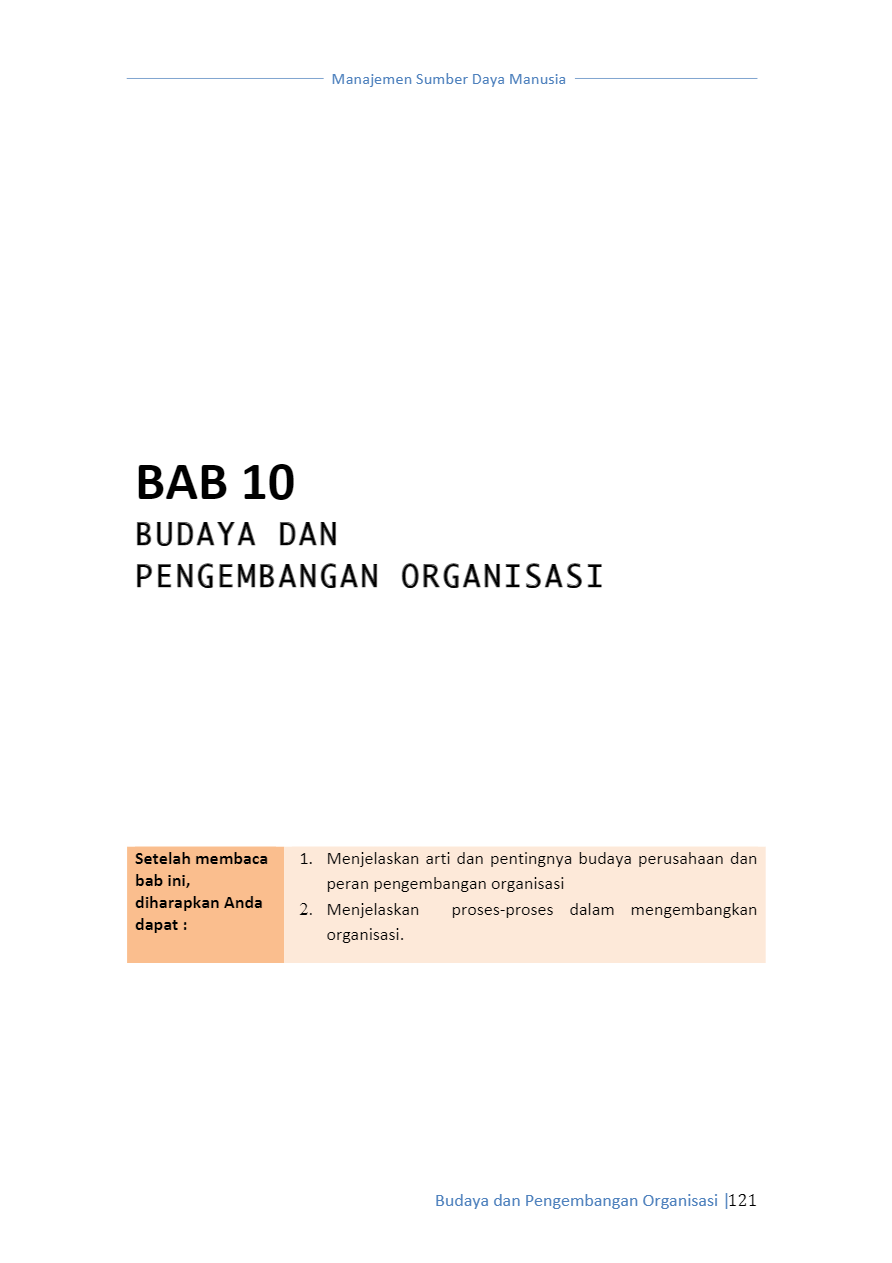 Manajemen Sumber Daya Manusia
BAB 10
BUDAYA DAN
PENGEMBANGAN ORGANISASI
Setelah membaca
bab ini,
diharapkan Anda
dapat :
1. Menjelaskan arti dan pentingnya budaya perusahaan dan
peran pengembangan organisasi
2. Menjelaskan proses-proses dalam mengembangkan
organisasi.
Budaya dan Pengembangan Organisasi |121